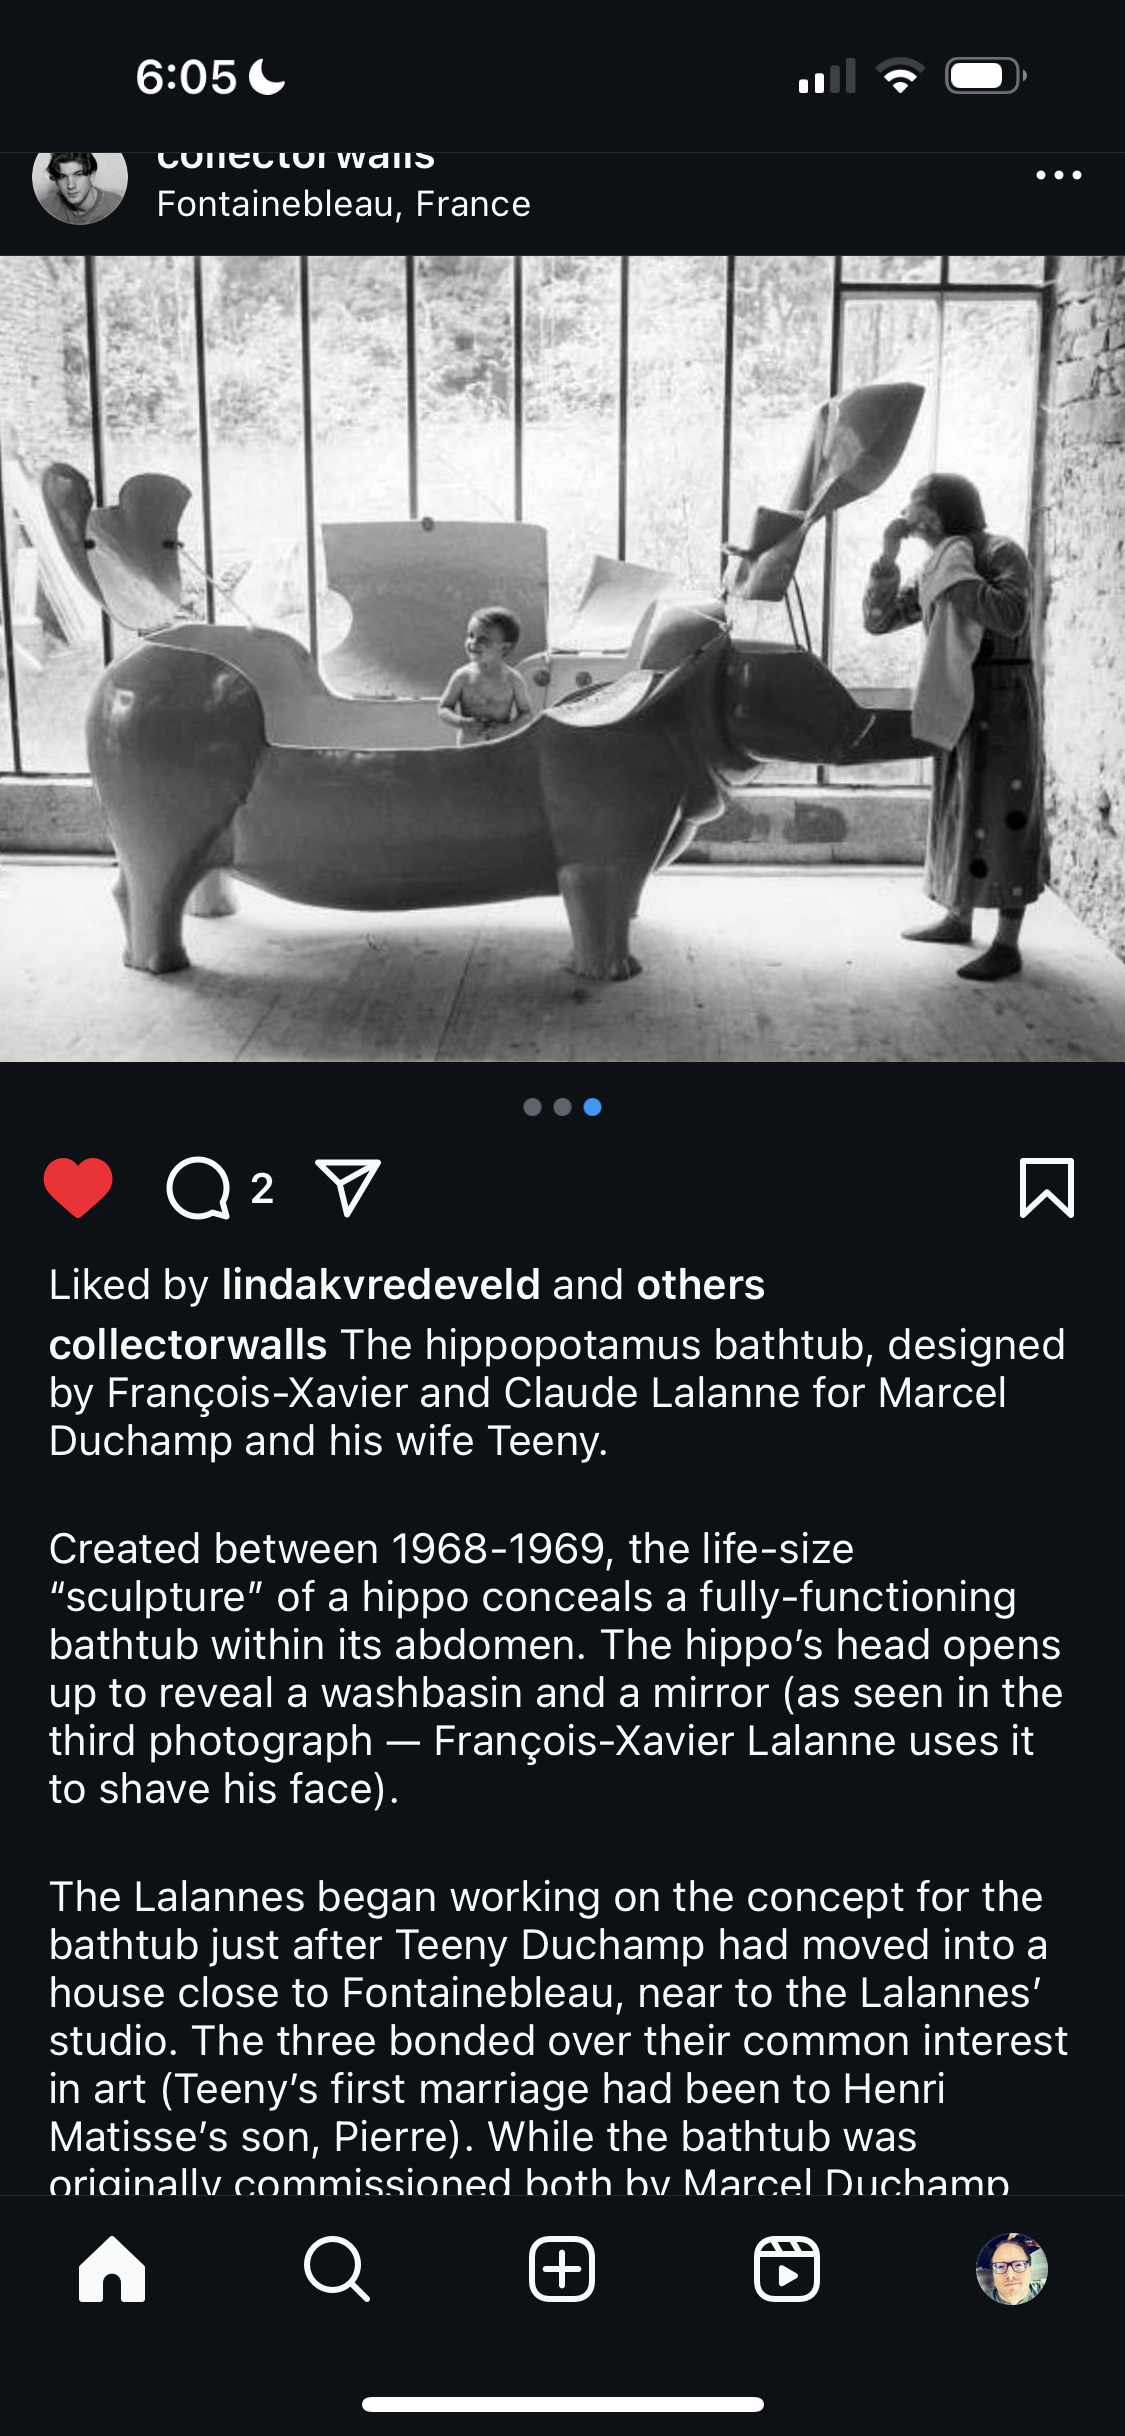 6:05
collectorwalls
Fontainebleau, France
2
Liked by lindakvredeveld and others
collectorwalls The hippopotamus bathtub, designed
by François-Xavier and Claude Lalanne for Marcel
Duchamp and his wife Teeny.
Created between 1968-1969, the life-size
“sculpture” of a hippo conceals a fully-functioning
bathtub within its abdomen. The hippo’s head opens
up to reveal a washbasin and a mirror (as seen in the
third photograph — François-Xavier Lalanne uses it
to shave his face).
The Lalannes began working on the concept for the
bathtub just after Teeny Duchamp had moved into a
house close to Fontainebleau, near to the Lalannes’
studio. The three bonded over their common interest
in art (Teeny’s first marriage had been to Henri
Matisse’s son, Pierre). While the bathtub was
originally commissioned both by Marcel Duchamp